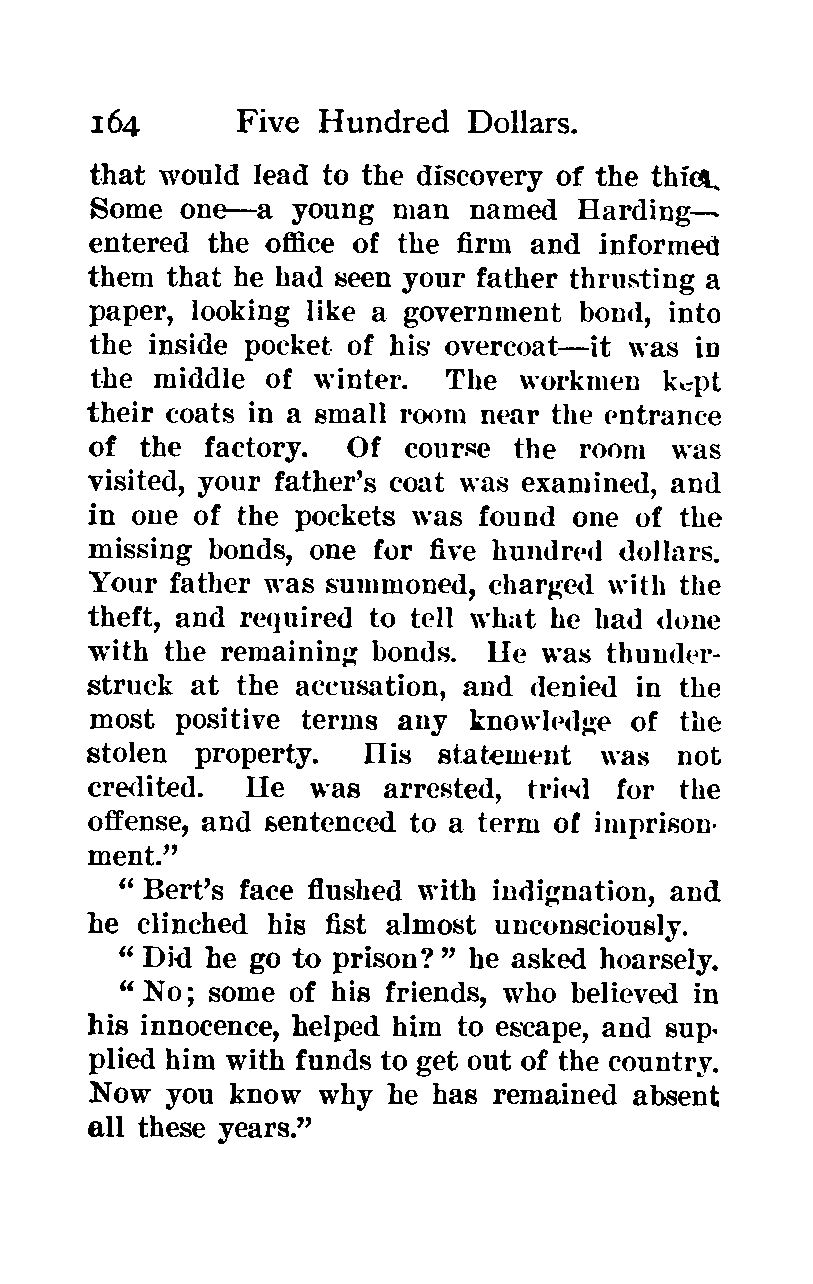 164 Five Hundred Dollars.
that would lead to the discovery of the thief.
Some one—a young man named Harding—
entered the office of the firm and informed
them that he had seen your father thrusting a
paper, looking like a government bond, into
the inside pocket of his overcoat—it was in
the middle of winter. The workmen kept
their coats in a small room near the entrance
of the factory. Of course the room was
visited, your father's coat was examined, and
in one of the pockets was found one of the
missing bonds, one for five hundred dollars.
Your father was summoned, charged with the
theft, and required to tell what he had done
with the remaining bonds. He was thunder-
struck at the accusation, and denied in the
most positive terms any knowledge of the
stolen property. His statement was not
credited. He was arrested, tried for the
offense, and sentenced to a term of imprison-
ment."
" Bert's face flushed with indignation, and
he clinched his fist almost unconsciously.
" Did he go to prison? " he asked hoarsely.
" No; some of his friends, who believed in
his innocence, helped him to escape, and sup-
plied him with funds to get out of the country.
Now you know why he has remained absent
all these years."